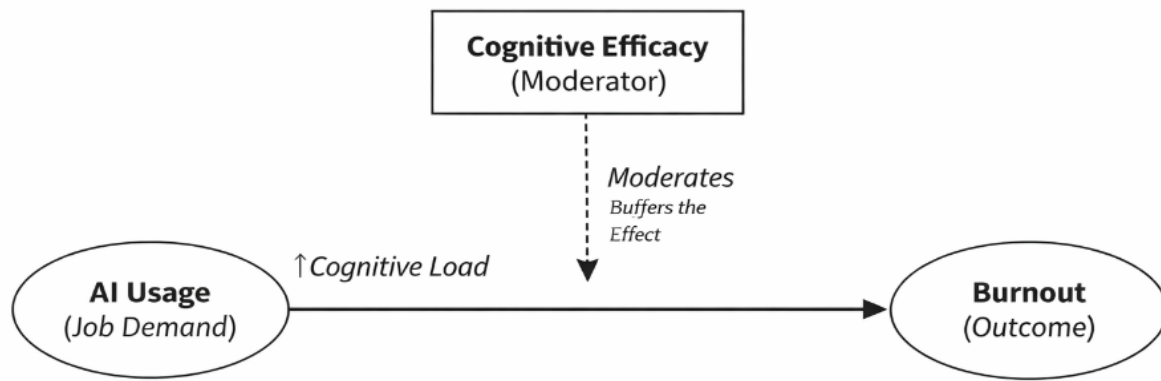 Cognitive Efficacy
(Moderator)
Moderates
Buffers the
Effect
↑Cognitive Load
AI Usage
(Job Demand)
Burnout
(Outcome)